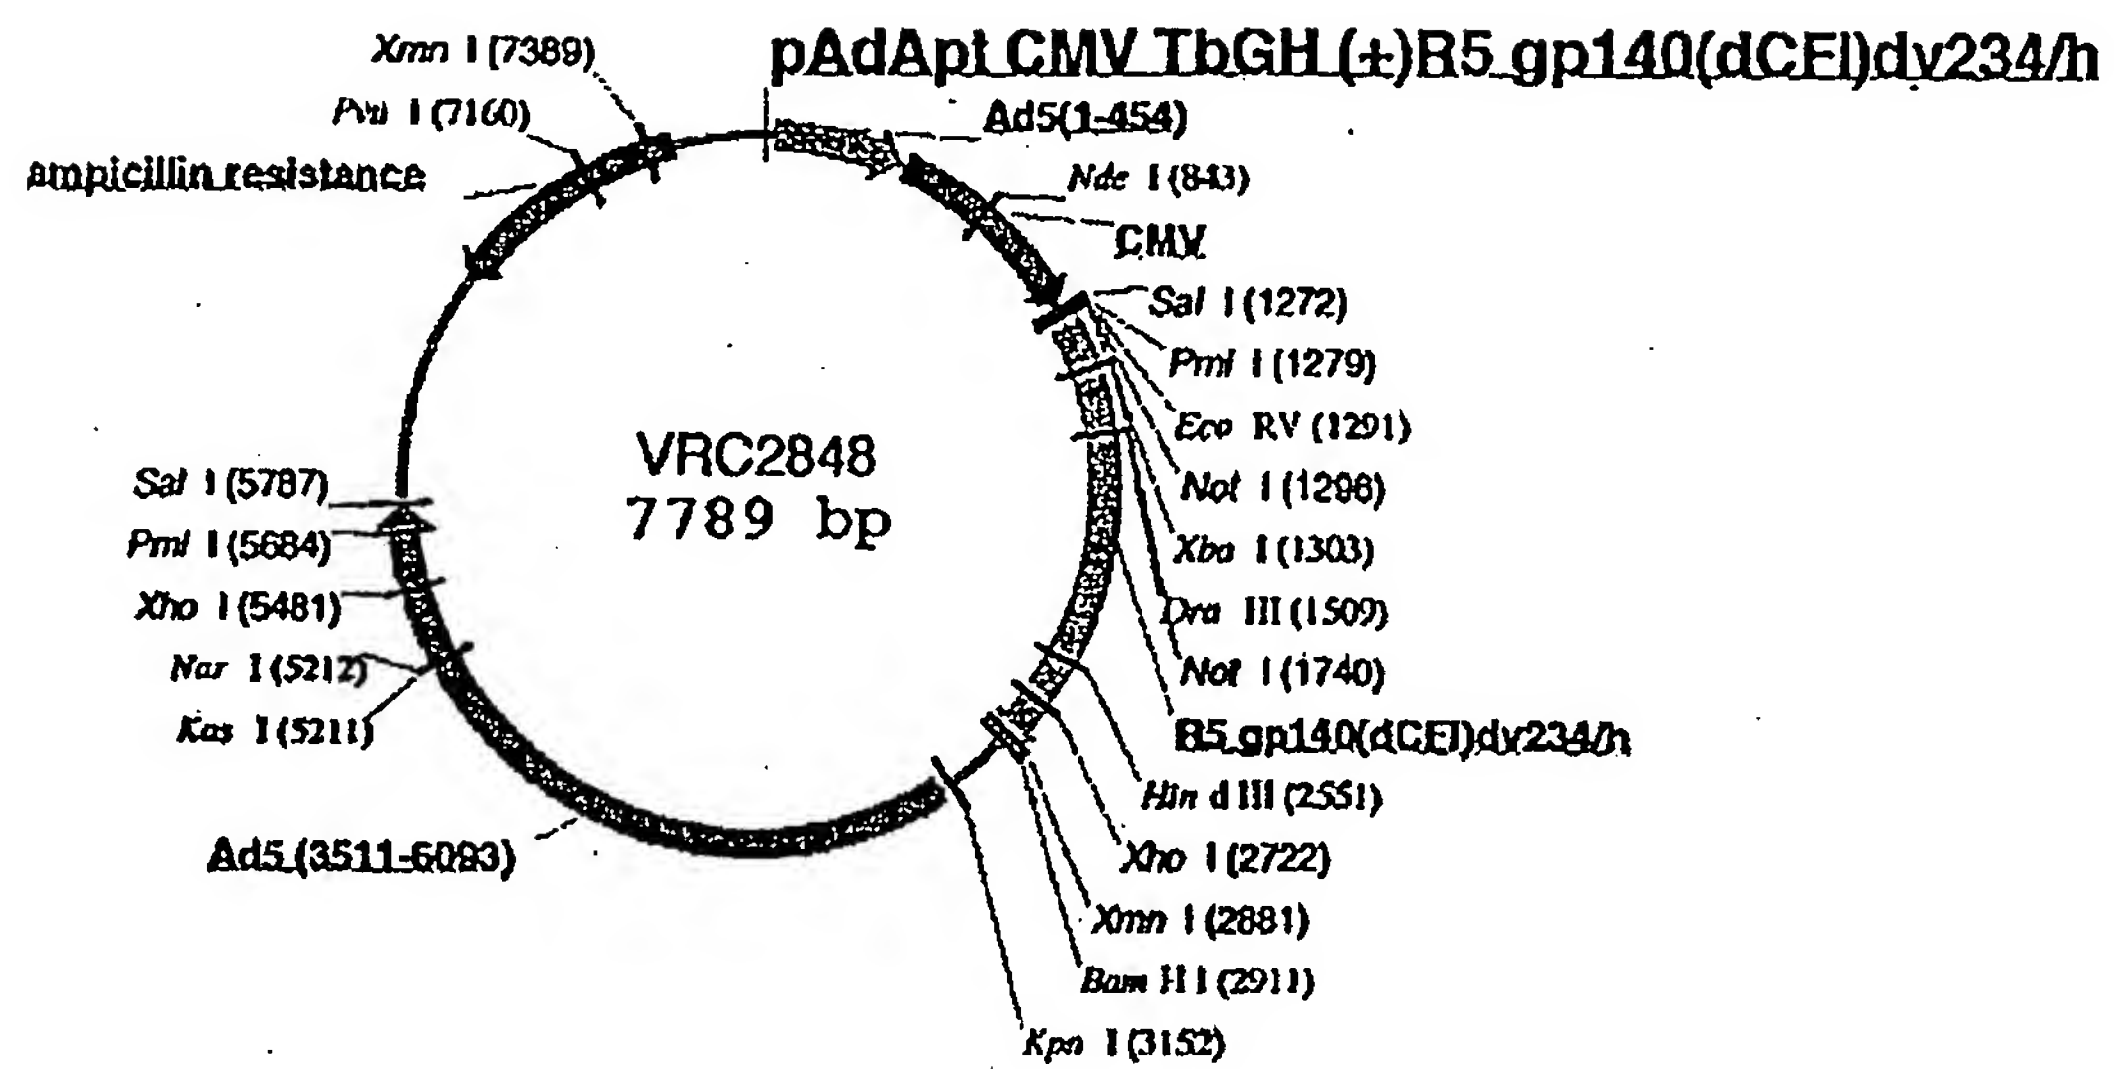 pAdApt CMV TbGH (±)R5 gp140(dCFI)dv234/h
Xmn I (7389)
Pvu I (7160)
ampicillin resistance
Ad5(1-454)
Nde I (843)
CMV
Sal I (1272)
Pml I (1279)
Eco RV (1291)
Not I (1296)
Xba I (1303)
Dra III (1509)
Not I (1740)
R5 gp140(dCFI)dv234/h
Hin d III (2551)
Xho I (2722)
Xmn I (2881)
Bam H I (2911)
Kpn I (3152)
VRC2848
7789 bp
Sal I (5787)
Pml I (5684)
Xho I (5481)
Nar I (5212)
Kas I (5211)
Ad5 (3511-6093)